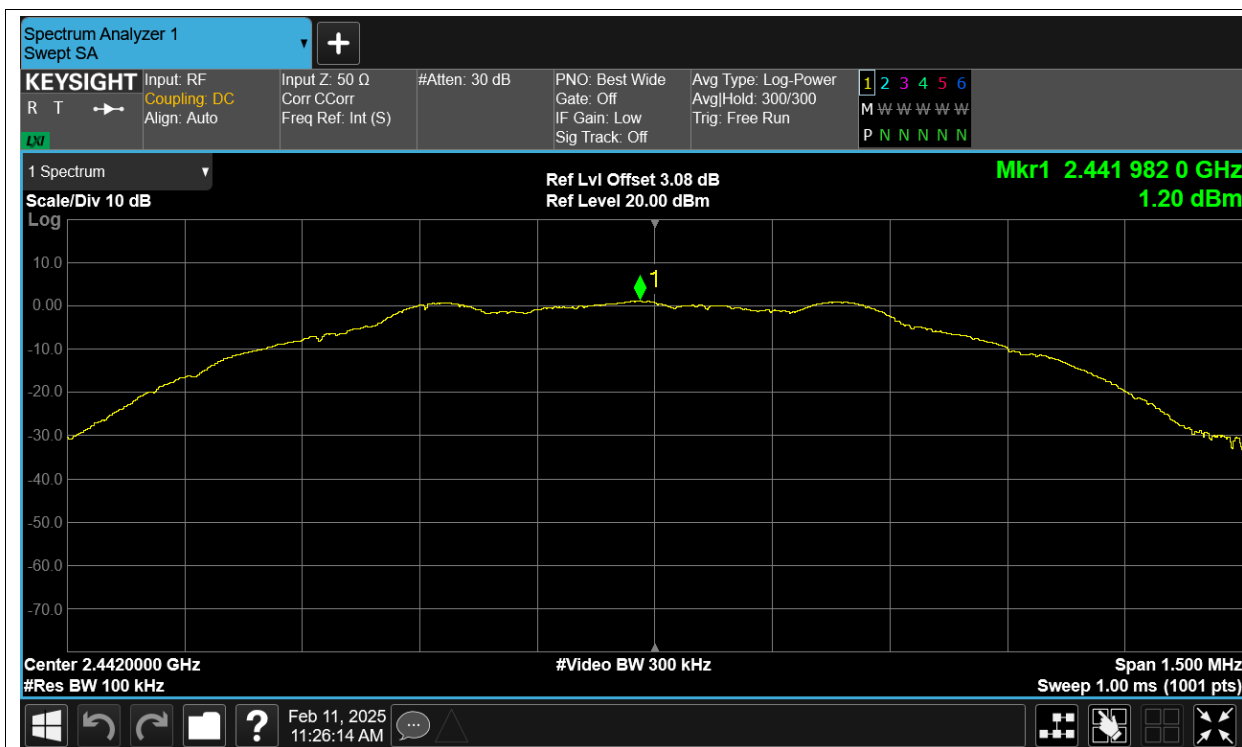 Spectrum Analyzer 1
Swept SA
KEYSIGHT
R T
LXI
Input: RF
Coupling: DC
Align: Auto
Input Z: 50 Ω
Corr CCorr
Freq Ref: Int (S)
#Atten: 30 dB
PNO: Best Wide
Gate: Off
IF Gain: Low
Sig Track: Off
Avg Type: Log-Power
Avg|Hold: 300/300
Trig: Free Run
1 2 3 4 5 6
M W W W W W W
P N N N N N
1 Spectrum
Scale/Div 10 dB
Log
Ref Lvl Offset 3.08 dB
Ref Level 20.00 dBm
Mkr1 2.441 982 0 GHz
1.20 dBm
1
10.0
0.00
-10.0
-20.0
-30.0
-40.0
-50.0
-60.0
-70.0
Center 2.4420000 GHz
#Res BW 100 kHz
#Video BW 300 kHz
Span 1.500 MHz
Sweep 1.00 ms (1001 pts)
?
Feb 11, 2025
11:26:14 AM